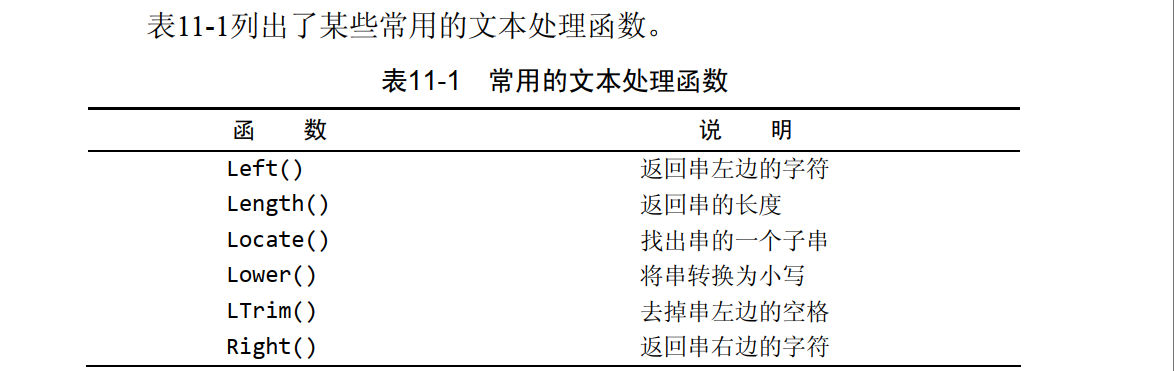 表11-1列出了某些常用的文本处理函数。
表11-1 常用的文本处理函数
函 数 说 明
Left() 返回串左边的字符
Length() 返回串的长度
Locate() 找出串的一个子串
Lower() 将串转换为小写
LTrim() 去掉串左边的空格
Right() 返回串右边的字符